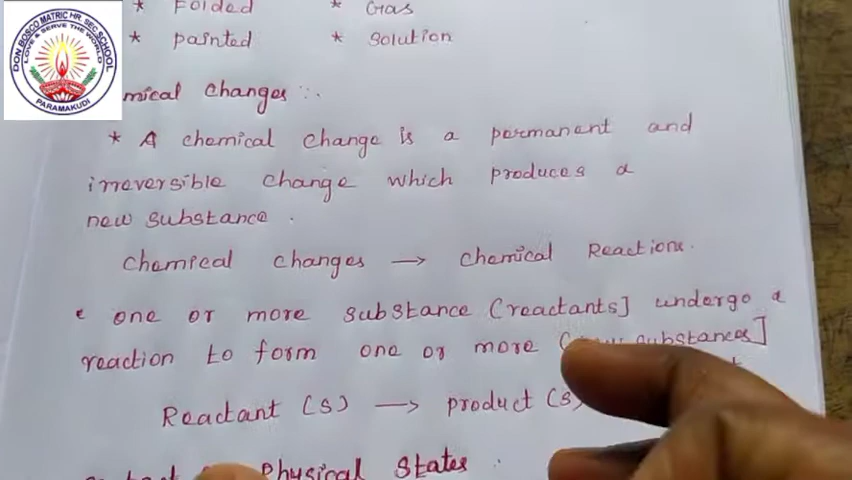 * Folded * Gas
* painted * Solution
DON BOSCO MATRIC HR. SEC. SCHOOL
LOVE & SERVE THE WORLD
PARAMAKUDI
mical changes :-
* A chemical change is a permanent and
irreversible change which produces a
new substance .
Chemical changes → Chemical Reactions.
* one or more substance (reactants] undergo a
reaction to form one or more substances]
Reactant (s) → product (s)
Physical States